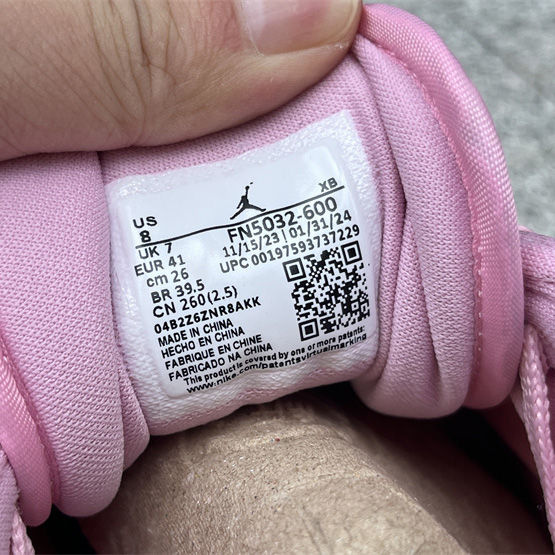 XB
US
8
FN5032-600
UK 7
11/15/23 | 01/31/24
EUR 41
UPC 00197593737229
cm 26
BR 39.5
CN 260(2.5)
04B2Z6ZNR8AKK
MADE IN CHINA
HECHO EN CHINA
FABRIQUE EN CHINE
FABRICADO NA CHINA
This product is covered by one or more patents:
www.nike.com/patentsvirtualmarking